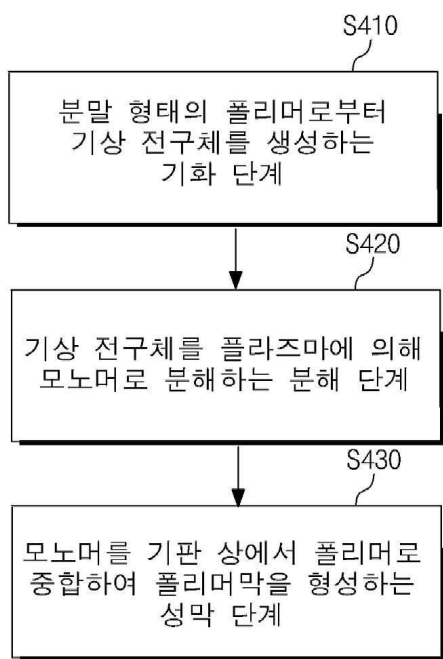 S410
분말 형태의 폴리머로부터
기상 전구체를 생성하는
기화 단계
S420
기상 전구체를 플라즈마에 의해
모노머로 분해하는 분해 단계
S430
모노머를 기판 상에서 폴리머로
중합하여 폴리머막을 형성하는
성막 단계